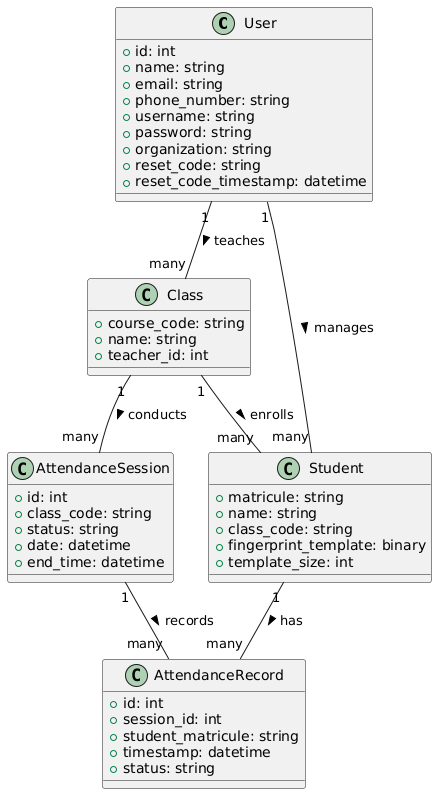 C User
id: int
name: string
email: string
phone_number: string
username: string
password: string
organization: string
reset_code: string
reset_code_timestamp: datetime
1
1
teaches
many
manages
many
C Class
course_code: string
name: string
teacher_id: int
1
1
conducts
enrolls
many
many
C AttendanceSession
id: int
class_code: string
status: string
date: datetime
end_time: datetime
C Student
matricule: string
name: string
class_code: string
fingerprint_template: binary
template_size: int
1
1
records
has
many
many
C AttendanceRecord
id: int
session_id: int
student_matricule: string
timestamp: datetime
status: string